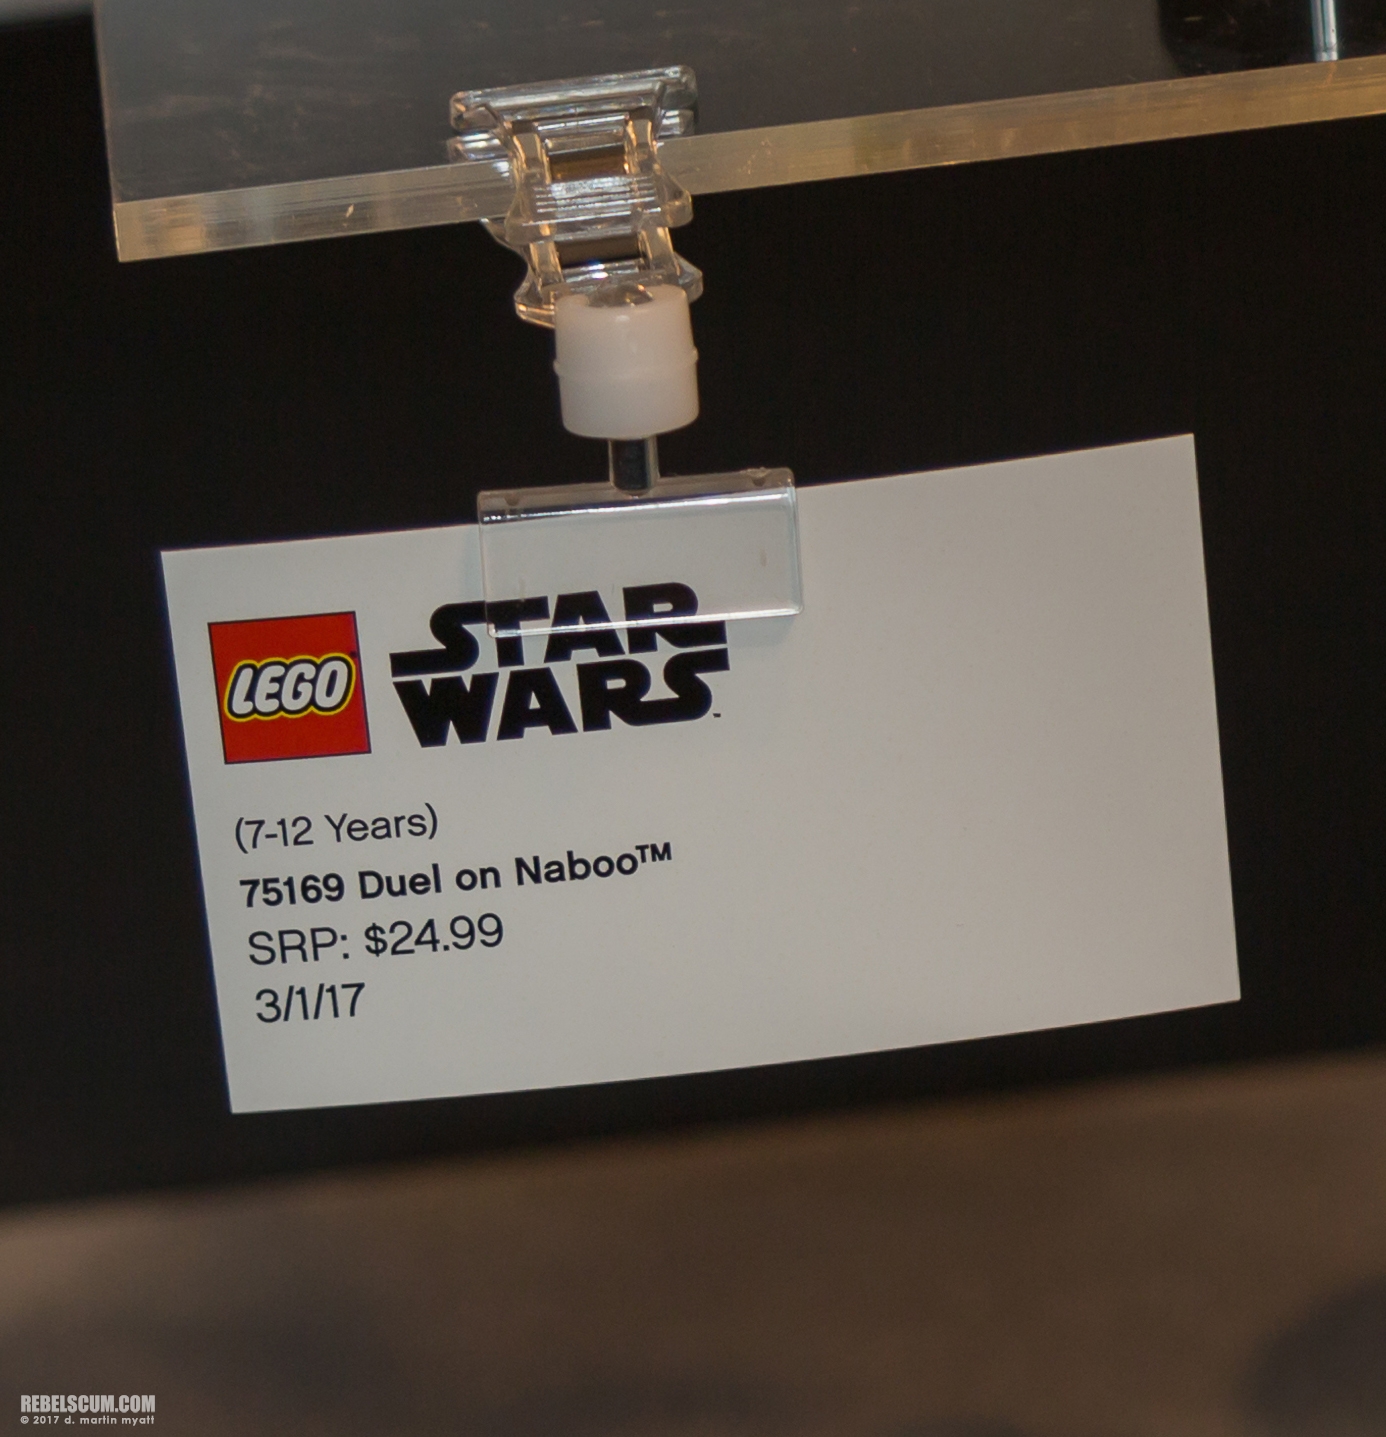 LEGO
STAR
WARS
(7-12 Years)
75169 Duel on Naboo™
SRP: $24.99
3/1/17
REBELSCUM.COM
© 2017 d. martin myatt